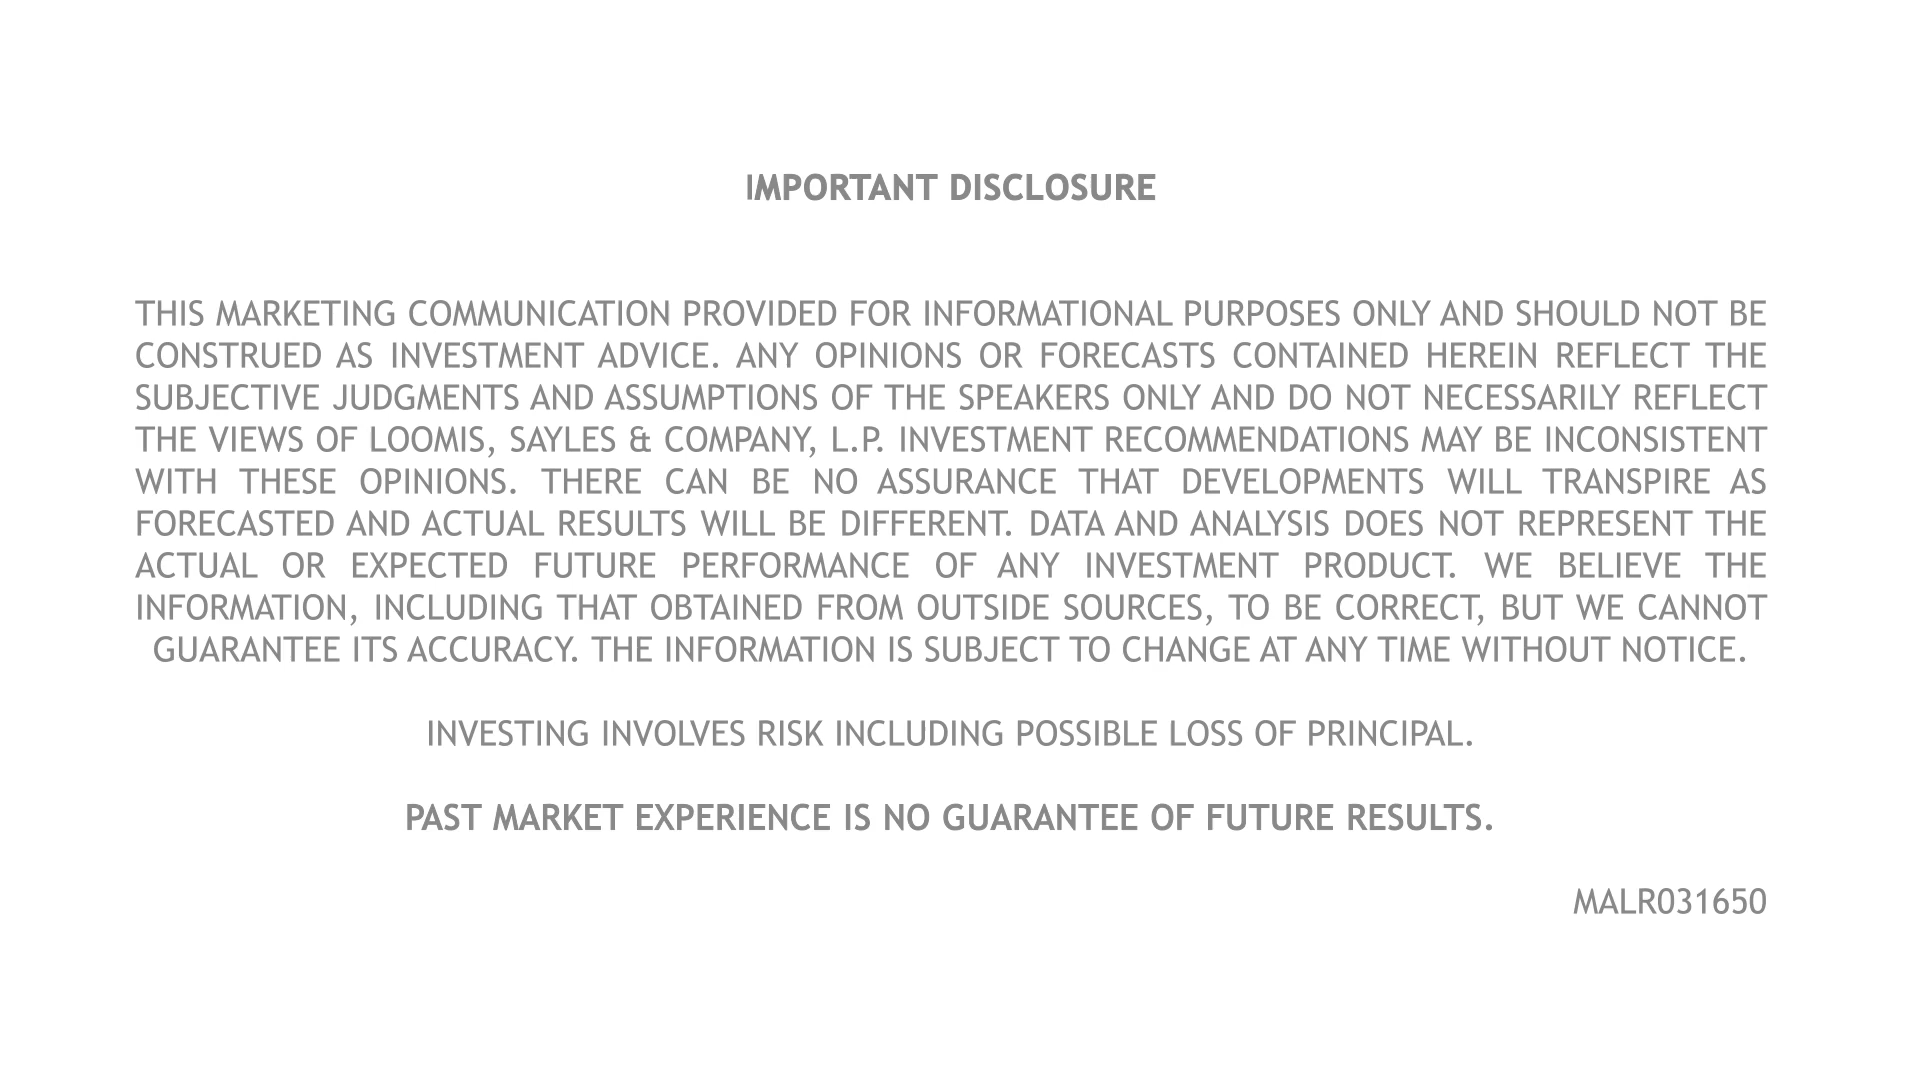 IMPORTANT DISCLOSURE
THIS MARKETING COMMUNICATION PROVIDED FOR INFORMATIONAL PURPOSES ONLY AND SHOULD NOT BE
CONSTRUED AS INVESTMENT ADVICE. ANY OPINIONS OR FORECASTS CONTAINED HEREIN REFLECT THE
SUBJECTIVE JUDGMENTS AND ASSUMPTIONS OF THE SPEAKERS ONLY AND DO NOT NECESSARILY REFLECT
THE VIEWS OF LOOMIS, SAYLES & COMPANY, L.P. INVESTMENT RECOMMENDATIONS MAY BE INCONSISTENT
WITH THESE OPINIONS. THERE CAN BE NO ASSURANCE THAT DEVELOPMENTS WILL TRANSPIRE AS
FORECASTED AND ACTUAL RESULTS WILL BE DIFFERENT. DATA AND ANALYSIS DOES NOT REPRESENT THE
ACTUAL OR EXPECTED FUTURE PERFORMANCE OF ANY INVESTMENT PRODUCT. WE BELIEVE THE
INFORMATION, INCLUDING THAT OBTAINED FROM OUTSIDE SOURCES, TO BE CORRECT, BUT WE CANNOT
GUARANTEE ITS ACCURACY. THE INFORMATION IS SUBJECT TO CHANGE AT ANY TIME WITHOUT NOTICE.
INVESTING INVOLVES RISK INCLUDING POSSIBLE LOSS OF PRINCIPAL.
PAST MARKET EXPERIENCE IS NO GUARANTEE OF FUTURE RESULTS.
MALR031650